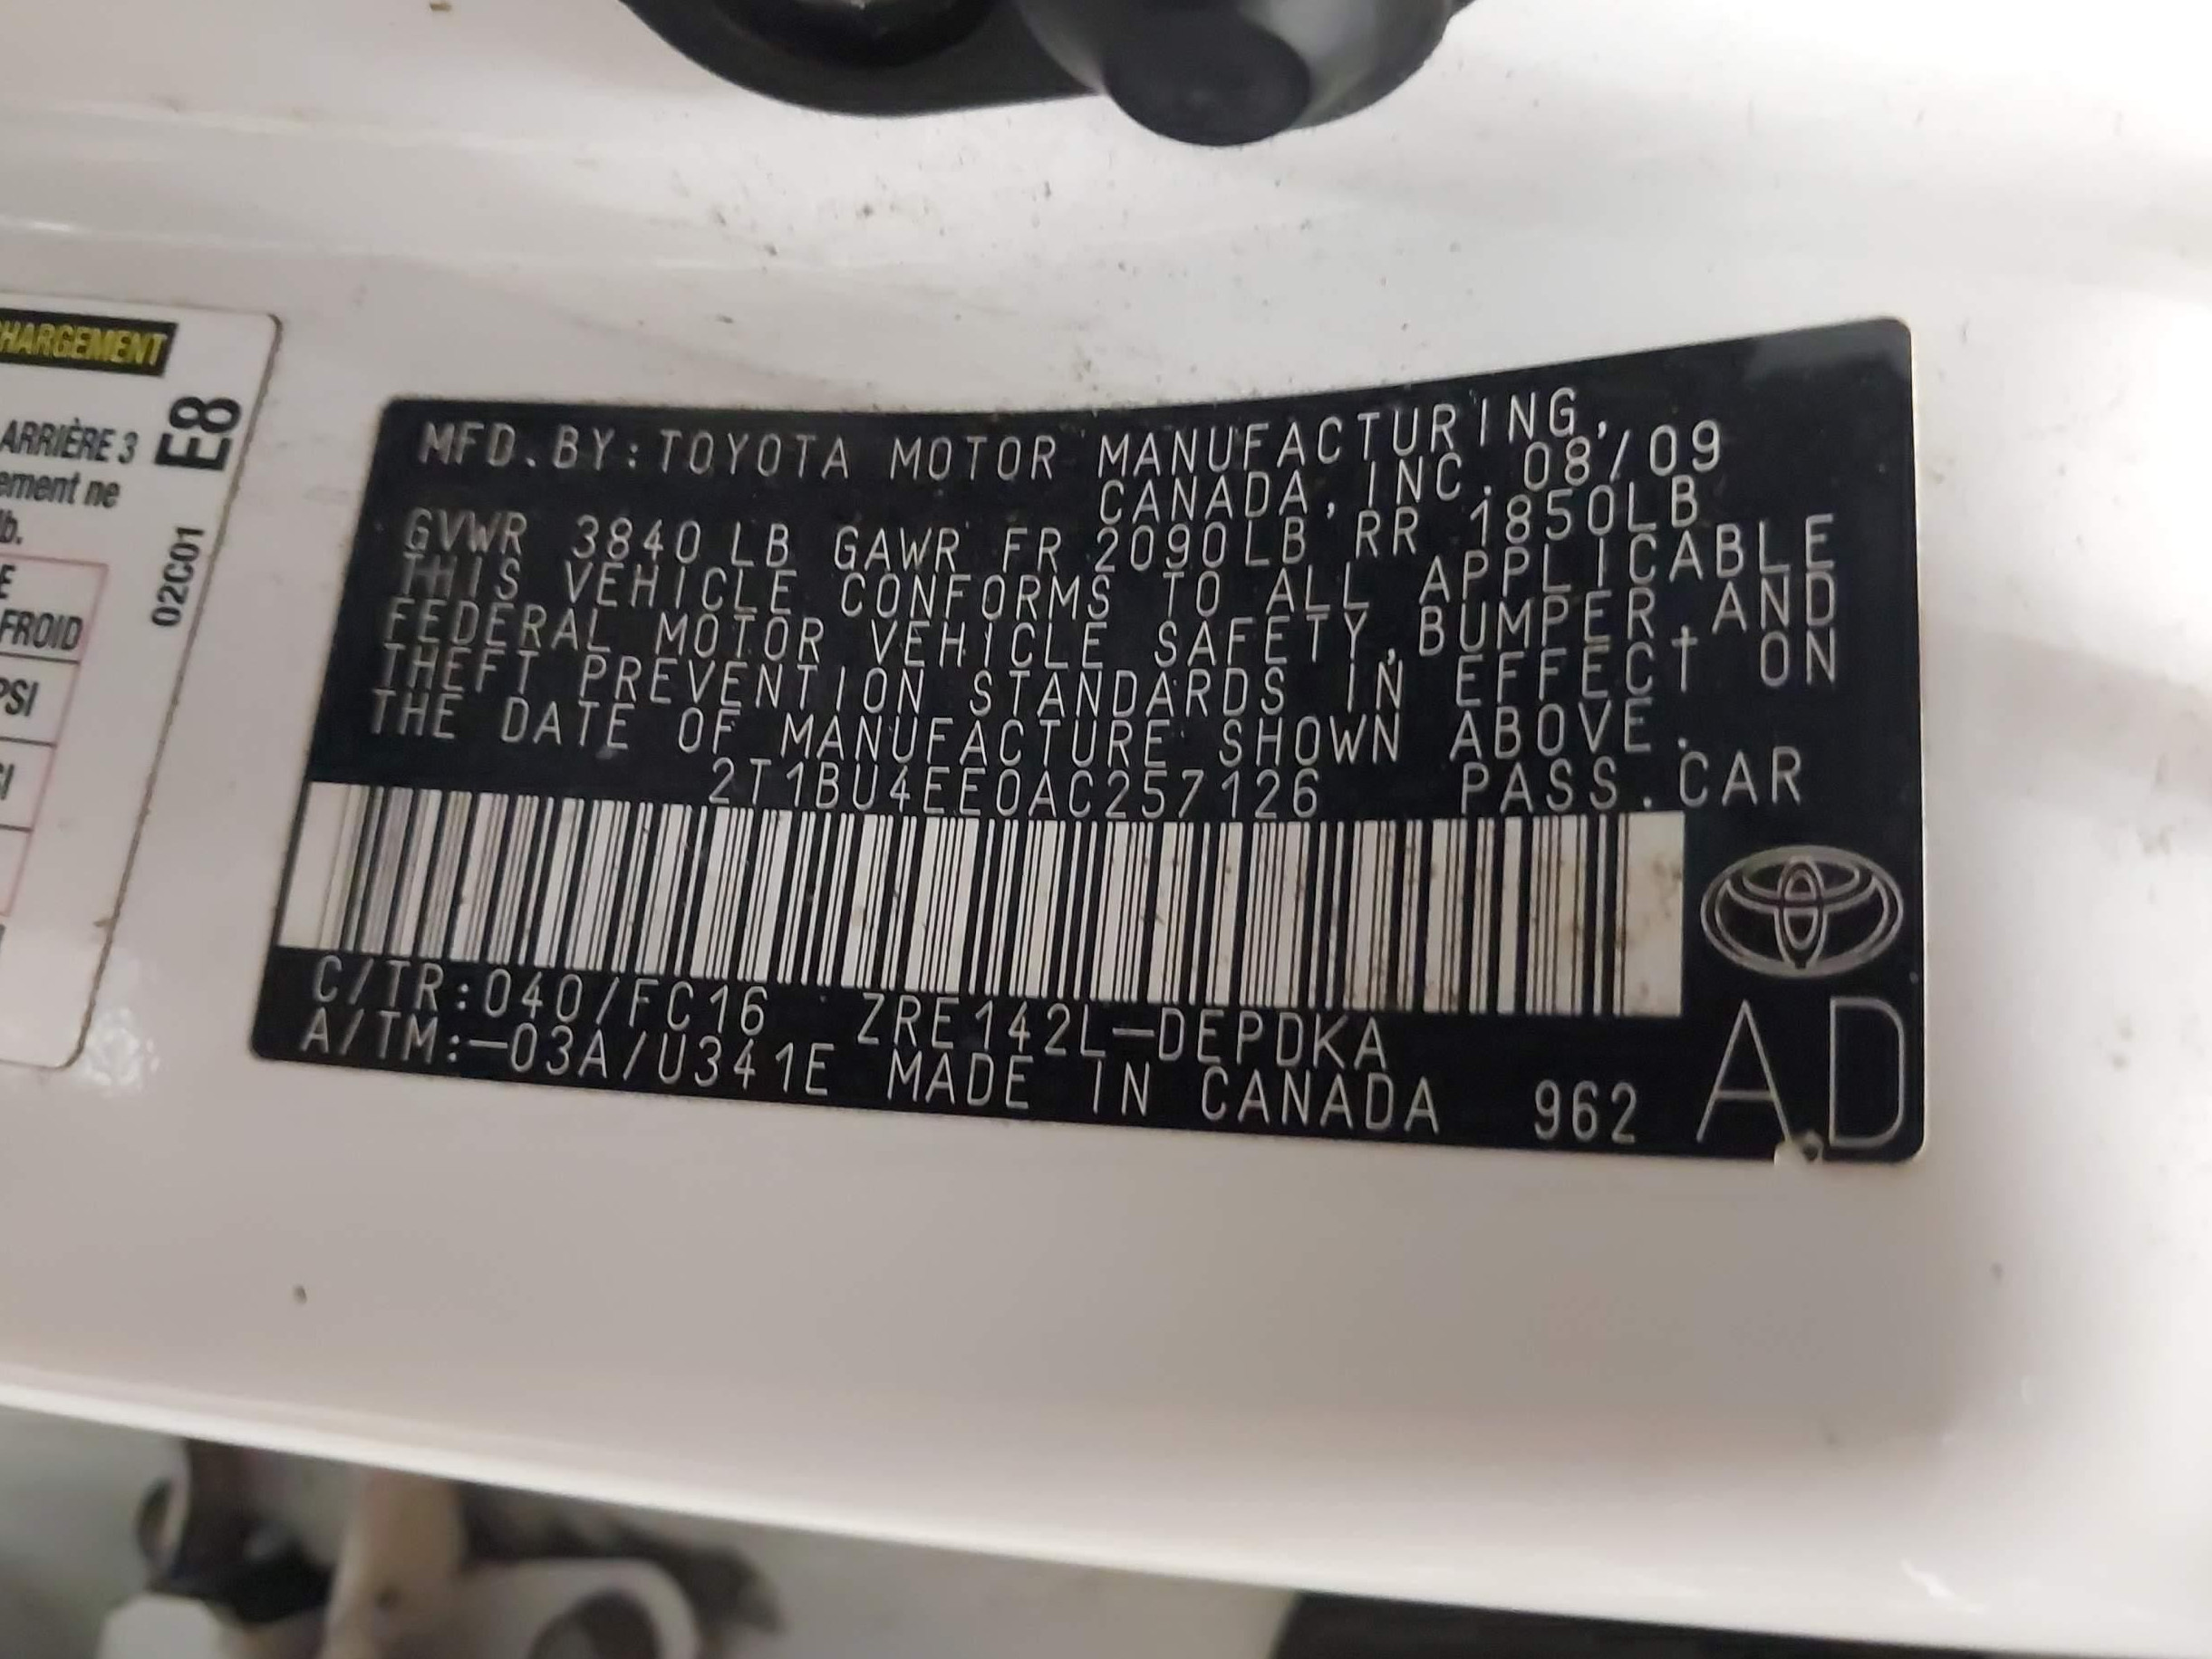 HARGEMENT
E8
ARRIÈRE 3
ement ne
lb.
02C01
E
FROID
PSI
MFD.BY:TOYOTA MOTOR MANUFACTURING,
CANADA,INC. 08/09
GVWR 3840 LB GAWR FR 2090LB RR 1850LB
THIS VEHICLE CONFORMS TO ALL APPLICABLE
FEDERAL MOTOR VEHICLE SAFETY,BUMPER,AND
THEFT PREVENTION STANDARDS IN EFFECT ON
THE DATE OF MANUFACTURE SHOWN ABOVE.
2T1BU4EE0AC257126 PASS.CAR
C/TR:040/FC16 ZRE142L-DEPDKA
A/TM:-03A/U341E MADE IN CANADA 962
A.D